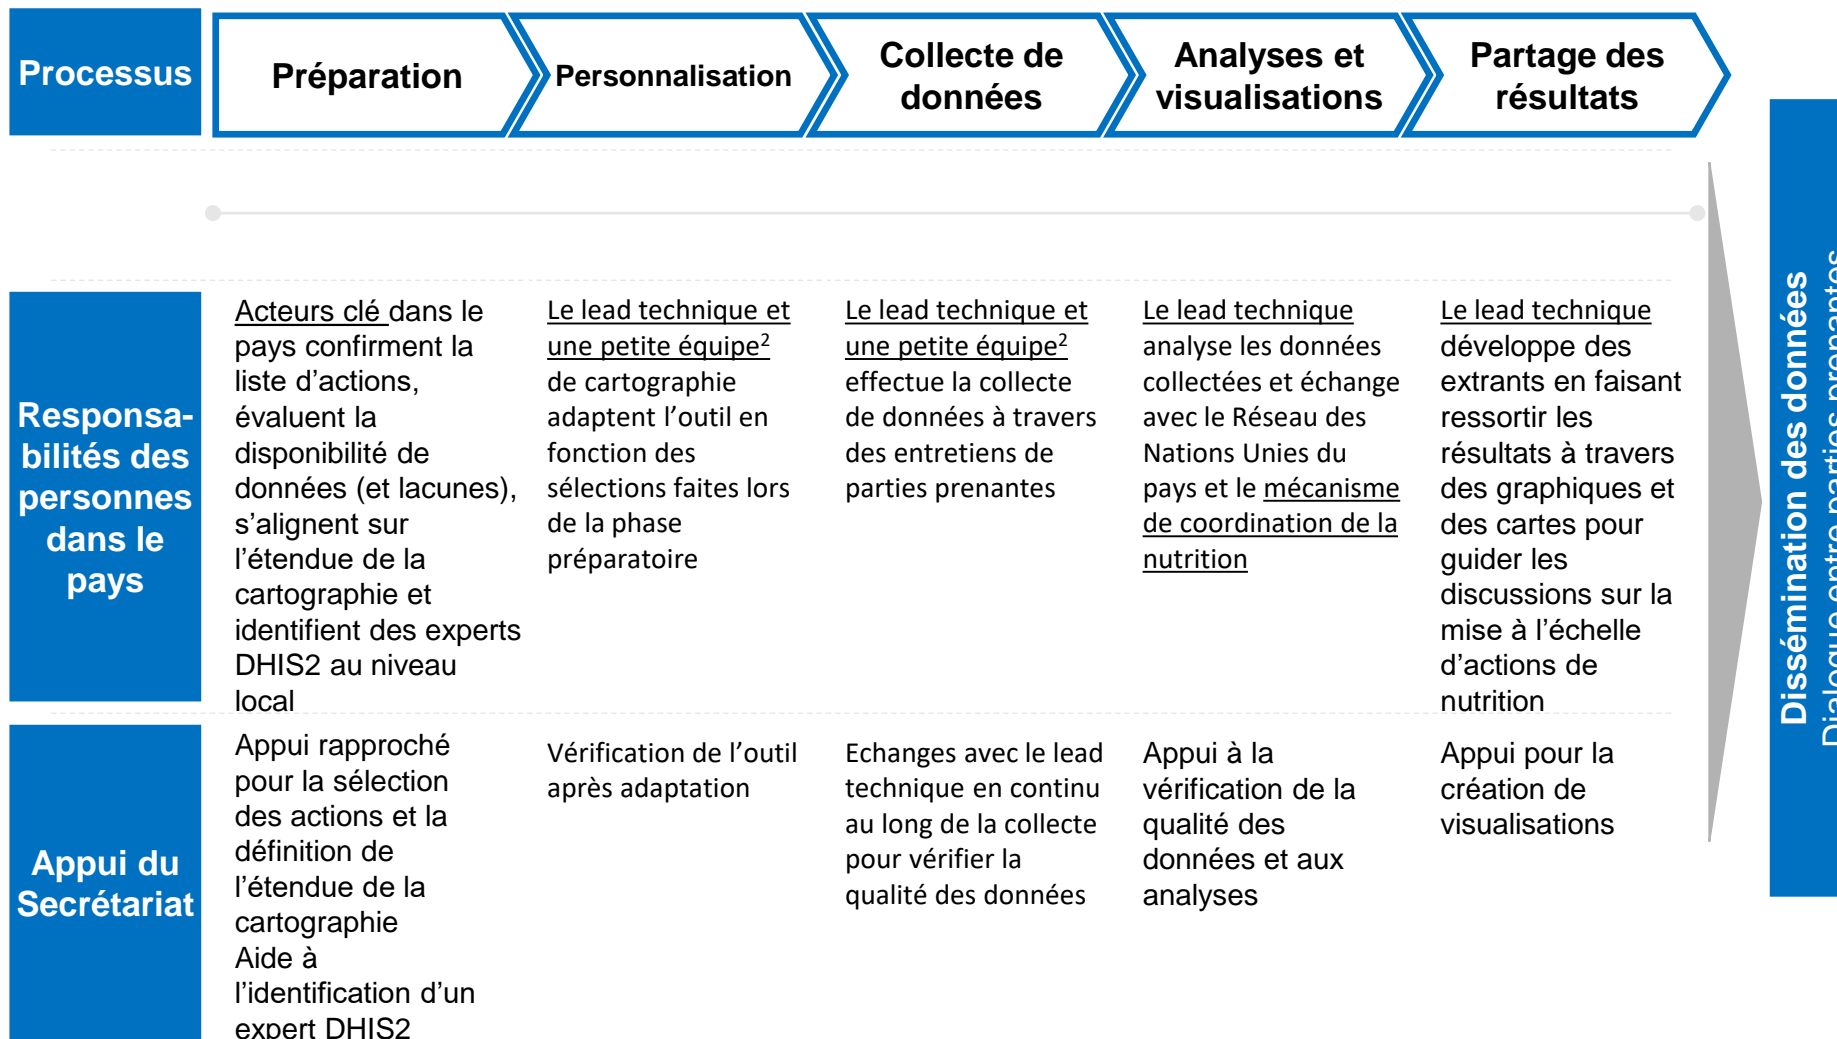 Processus
Préparation
Personnalisation
Collecte de
données
Analyses et
visualisations
Partage des
résultats
Responsa-
bilités des
personnes
dans le
pays
Acteurs clé dans le
pays confirment la
liste d’actions,
évaluent la
disponibilité de
données (et lacunes),
s’alignent sur
l’étendue de la
cartographie et
identifient des experts
DHIS2 au niveau
local
Le lead technique et
une petite équipe²
de cartographie
adaptent l’outil en
fonction des
sélections faites lors
de la phase
préparatoire
Le lead technique et
une petite équipe²
effectue la collecte
de données à travers
des entretiens de
parties prenantes
Le lead technique
analyse les données
collectées et échange
avec le Réseau des
Nations Unies du
pays et le mécanisme
de coordination de la
nutrition
Le lead technique
développe des
extrants en faisant
ressortir les
résultats à travers
des graphiques et
des cartes pour
guider les
discussions sur la
mise à l’échelle
d’actions de
nutrition
Appui du
Secrétariat
Appui rapproché
pour la sélection
des actions et la
définition de
l’étendue de la
cartographie
Aide à
l’identification d’un
expert DHIS2
Vérification de l’outil
après adaptation
Echanges avec le lead
technique en continu
au long de la collecte
pour vérifier la
qualité des données
Appui à la
vérification de la
qualité des
données et aux
analyses
Appui pour la
création de
visualisations
Dissémination des données
Dialogue entre parties prenantes